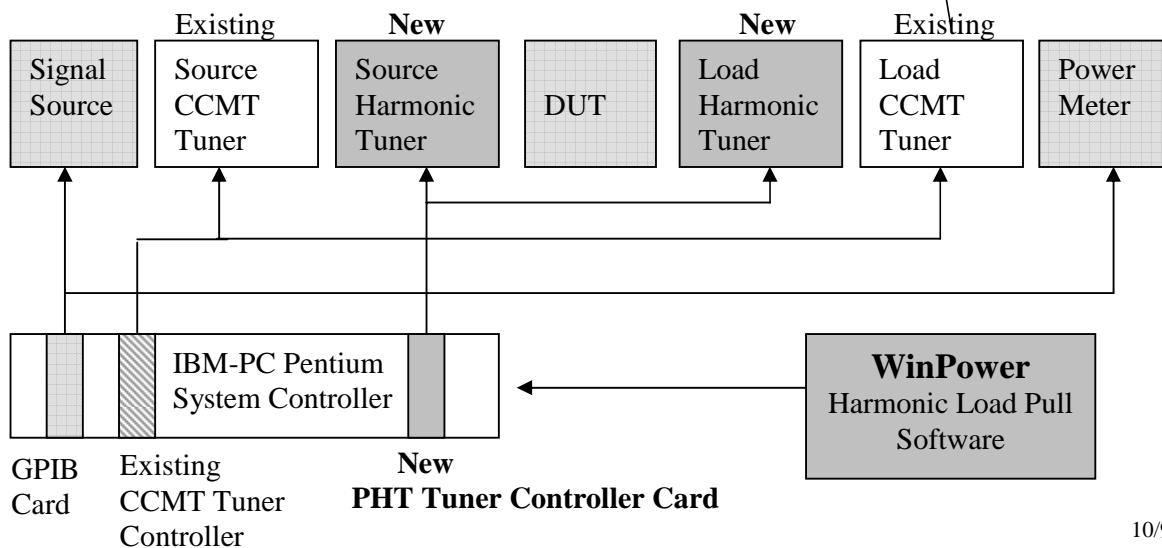 Existing
New
New
Existing
Signal
Source
Source
CCMT
Tuner
Source
Harmonic
Tuner
DUT
Load
Harmonic
Tuner
Load
CCMT
Tuner
Power
Meter
IBM-PC Pentium
System Controller
WinPower
Harmonic Load Pull
Software
GPIB
Card
Existing
CCMT Tuner
Controller
New
PHT Tuner Controller Card
10/9